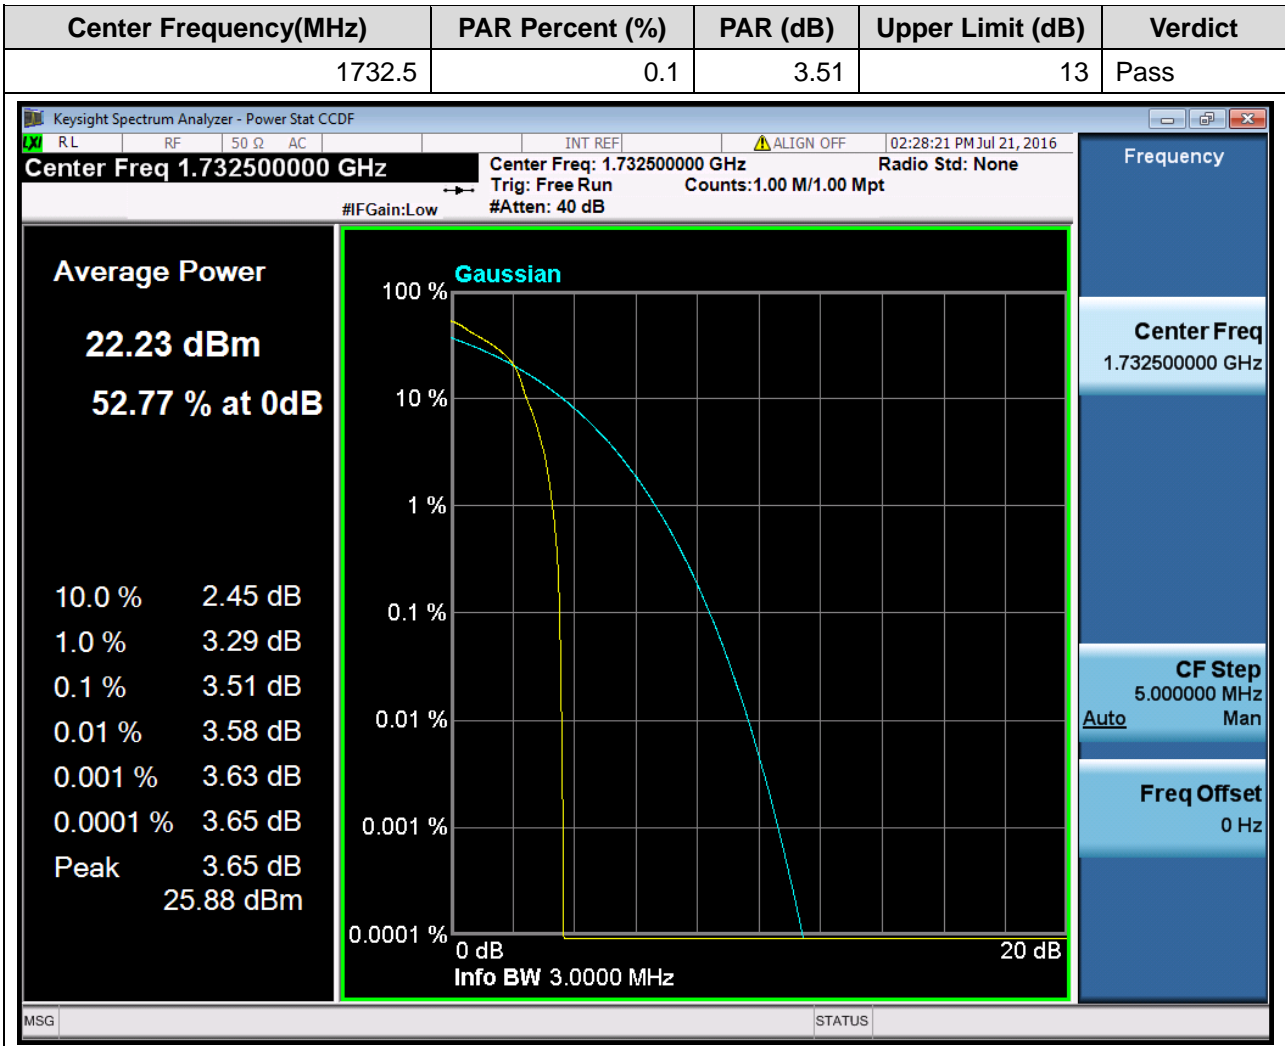 Center Frequency(MHz) PAR Percent (%) PAR (dB) Upper Limit (dB) Verdict
1732.5 0.1 3.51 13 Pass
Keysight Spectrum Analyzer - Power Stat CCDF
LXI RL RF 50 Ω AC INT REF ALIGN OFF 02:28:21 PM Jul 21, 2016
Center Freq 1.732500000 GHz
Center Freq: 1.732500000 GHz Radio Std: None
Trig: Free Run Counts:1.00 M/1.00 Mpt
#IFGain:Low #Atten: 40 dB
Average Power
22.23 dBm
52.77 % at 0dB
10.0 % 2.45 dB
1.0 % 3.29 dB
0.1 % 3.51 dB
0.01 % 3.58 dB
0.001 % 3.63 dB
0.0001 % 3.65 dB
Peak 3.65 dB
25.88 dBm
Gaussian
100 %
10 %
1 %
0.1 %
0.01 %
0.001 %
0.0001 %
0 dB 20 dB
Info BW 3.0000 MHz
Frequency
Center Freq
1.732500000 GHz
CF Step
5.000000 MHz
Auto Man
Freq Offset
0 Hz
MSG STATUS